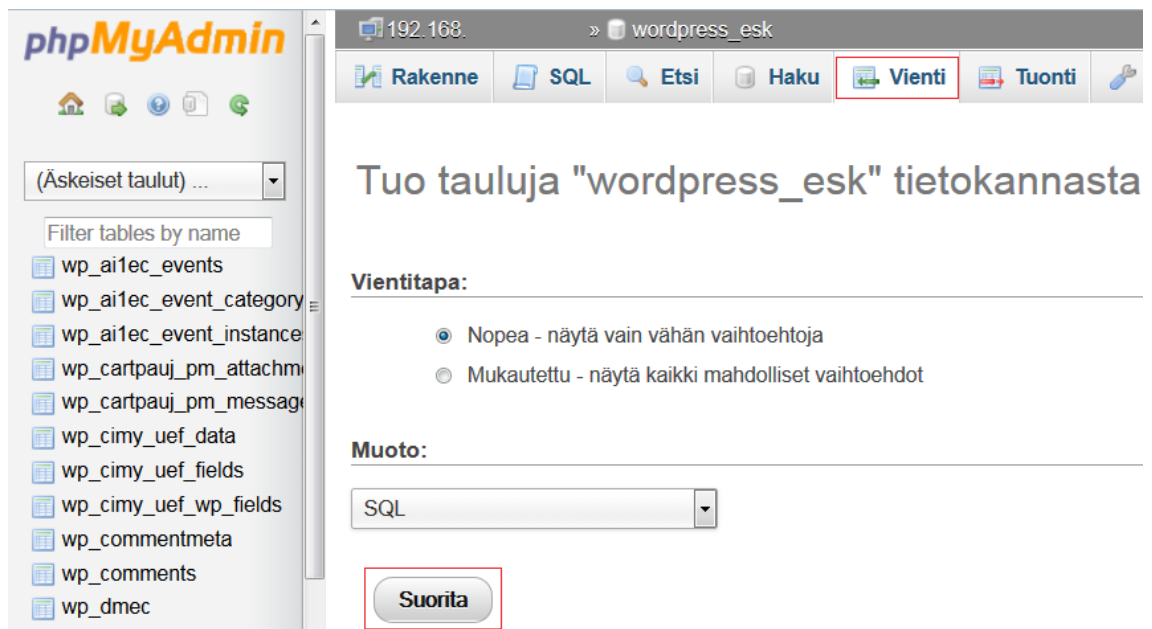 phpMyAdmin
(Äskeiset taulut) ...
Filter tables by name
wp_ai1ec_events
wp_ai1ec_event_category
wp_ai1ec_event_instance
wp_cartpauj_pm_attachm
wp_cartpauj_pm_message
wp_cimy_uef_data
wp_cimy_uef_fields
wp_cimy_uef_wp_fields
wp_commentmeta
wp_comments
wp_dmec
192.168. » wordpress_esk
Rakenne SQL Etsi Haku Vienti Tuonti
Tuo tauluja "wordpress_esk" tietokannasta
Vientitapa:
Nopea - näytä vain vähän vaihtoehtoja
Mukautettu - näytä kaikki mahdolliset vaihtoehdot
Muoto:
SQL
Suorita